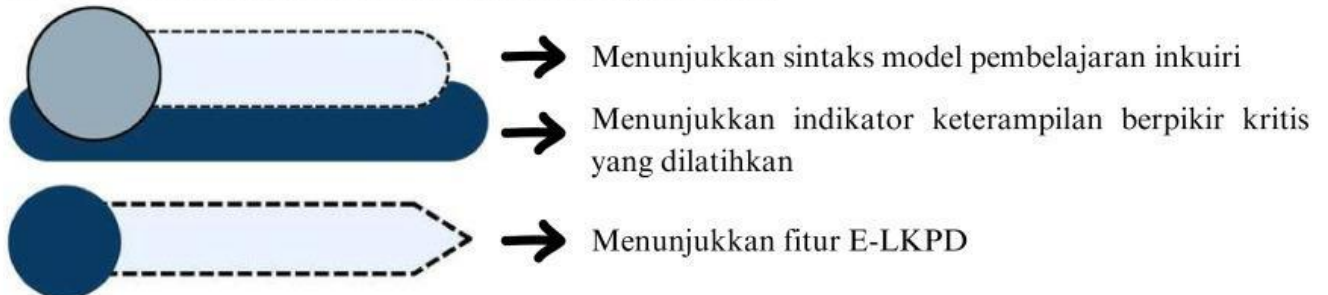 Menunjukkan sintaks model pembelajaran inkuiri
Menunjukkan indikator keterampilan berpikir kritis
yang dilatihkan
Menunjukkan fitur E-LKPD